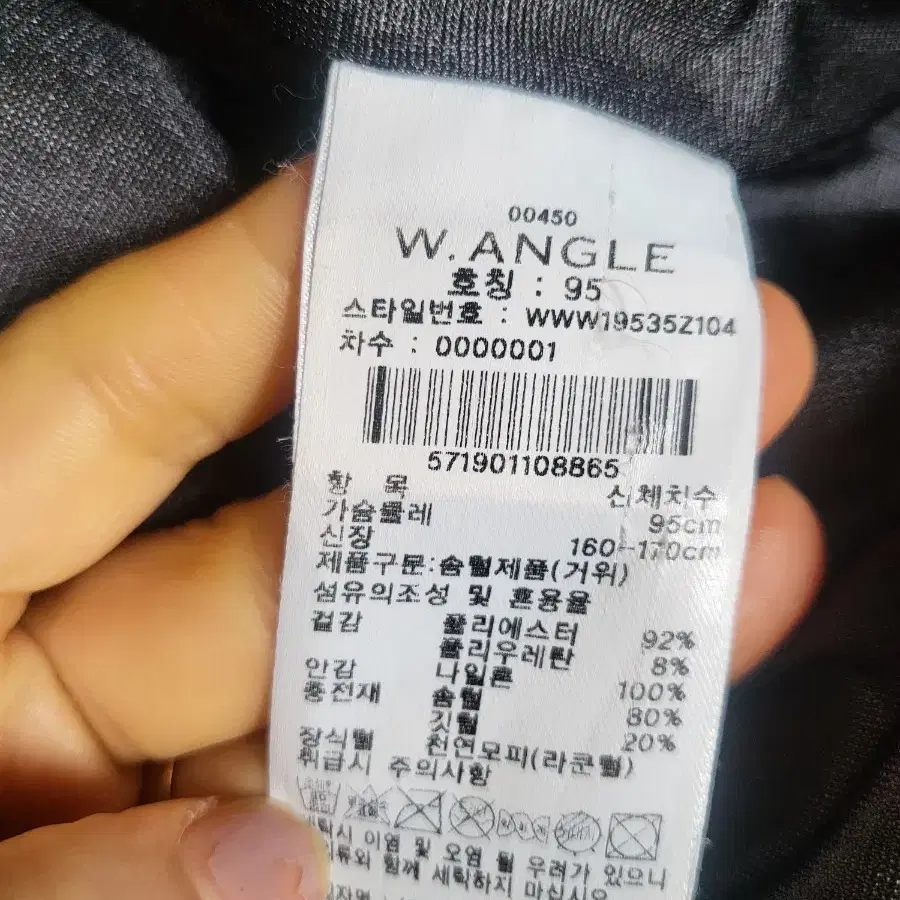 00450
W.ANGLE
호칭 : 95
스타일번호 : WWW19535Z104
차수 : 0000001
571901108865
항 목 신체치수
가슴둘레 95cm
신장 160-170cm
제품구분:솜털제품(거위)
섬유의조성 및 혼용율
겉감 폴리에스터 92%
폴리우레탄 8%
안감 나일론 100%
충전재 솜털 80%
깃털 20%
장식털 천연모피(라쿤털)
취급시 주의사항
세탁시 이염 및 오염 될 우려가 있으니
의류와 함께 세탁하지 마십시오